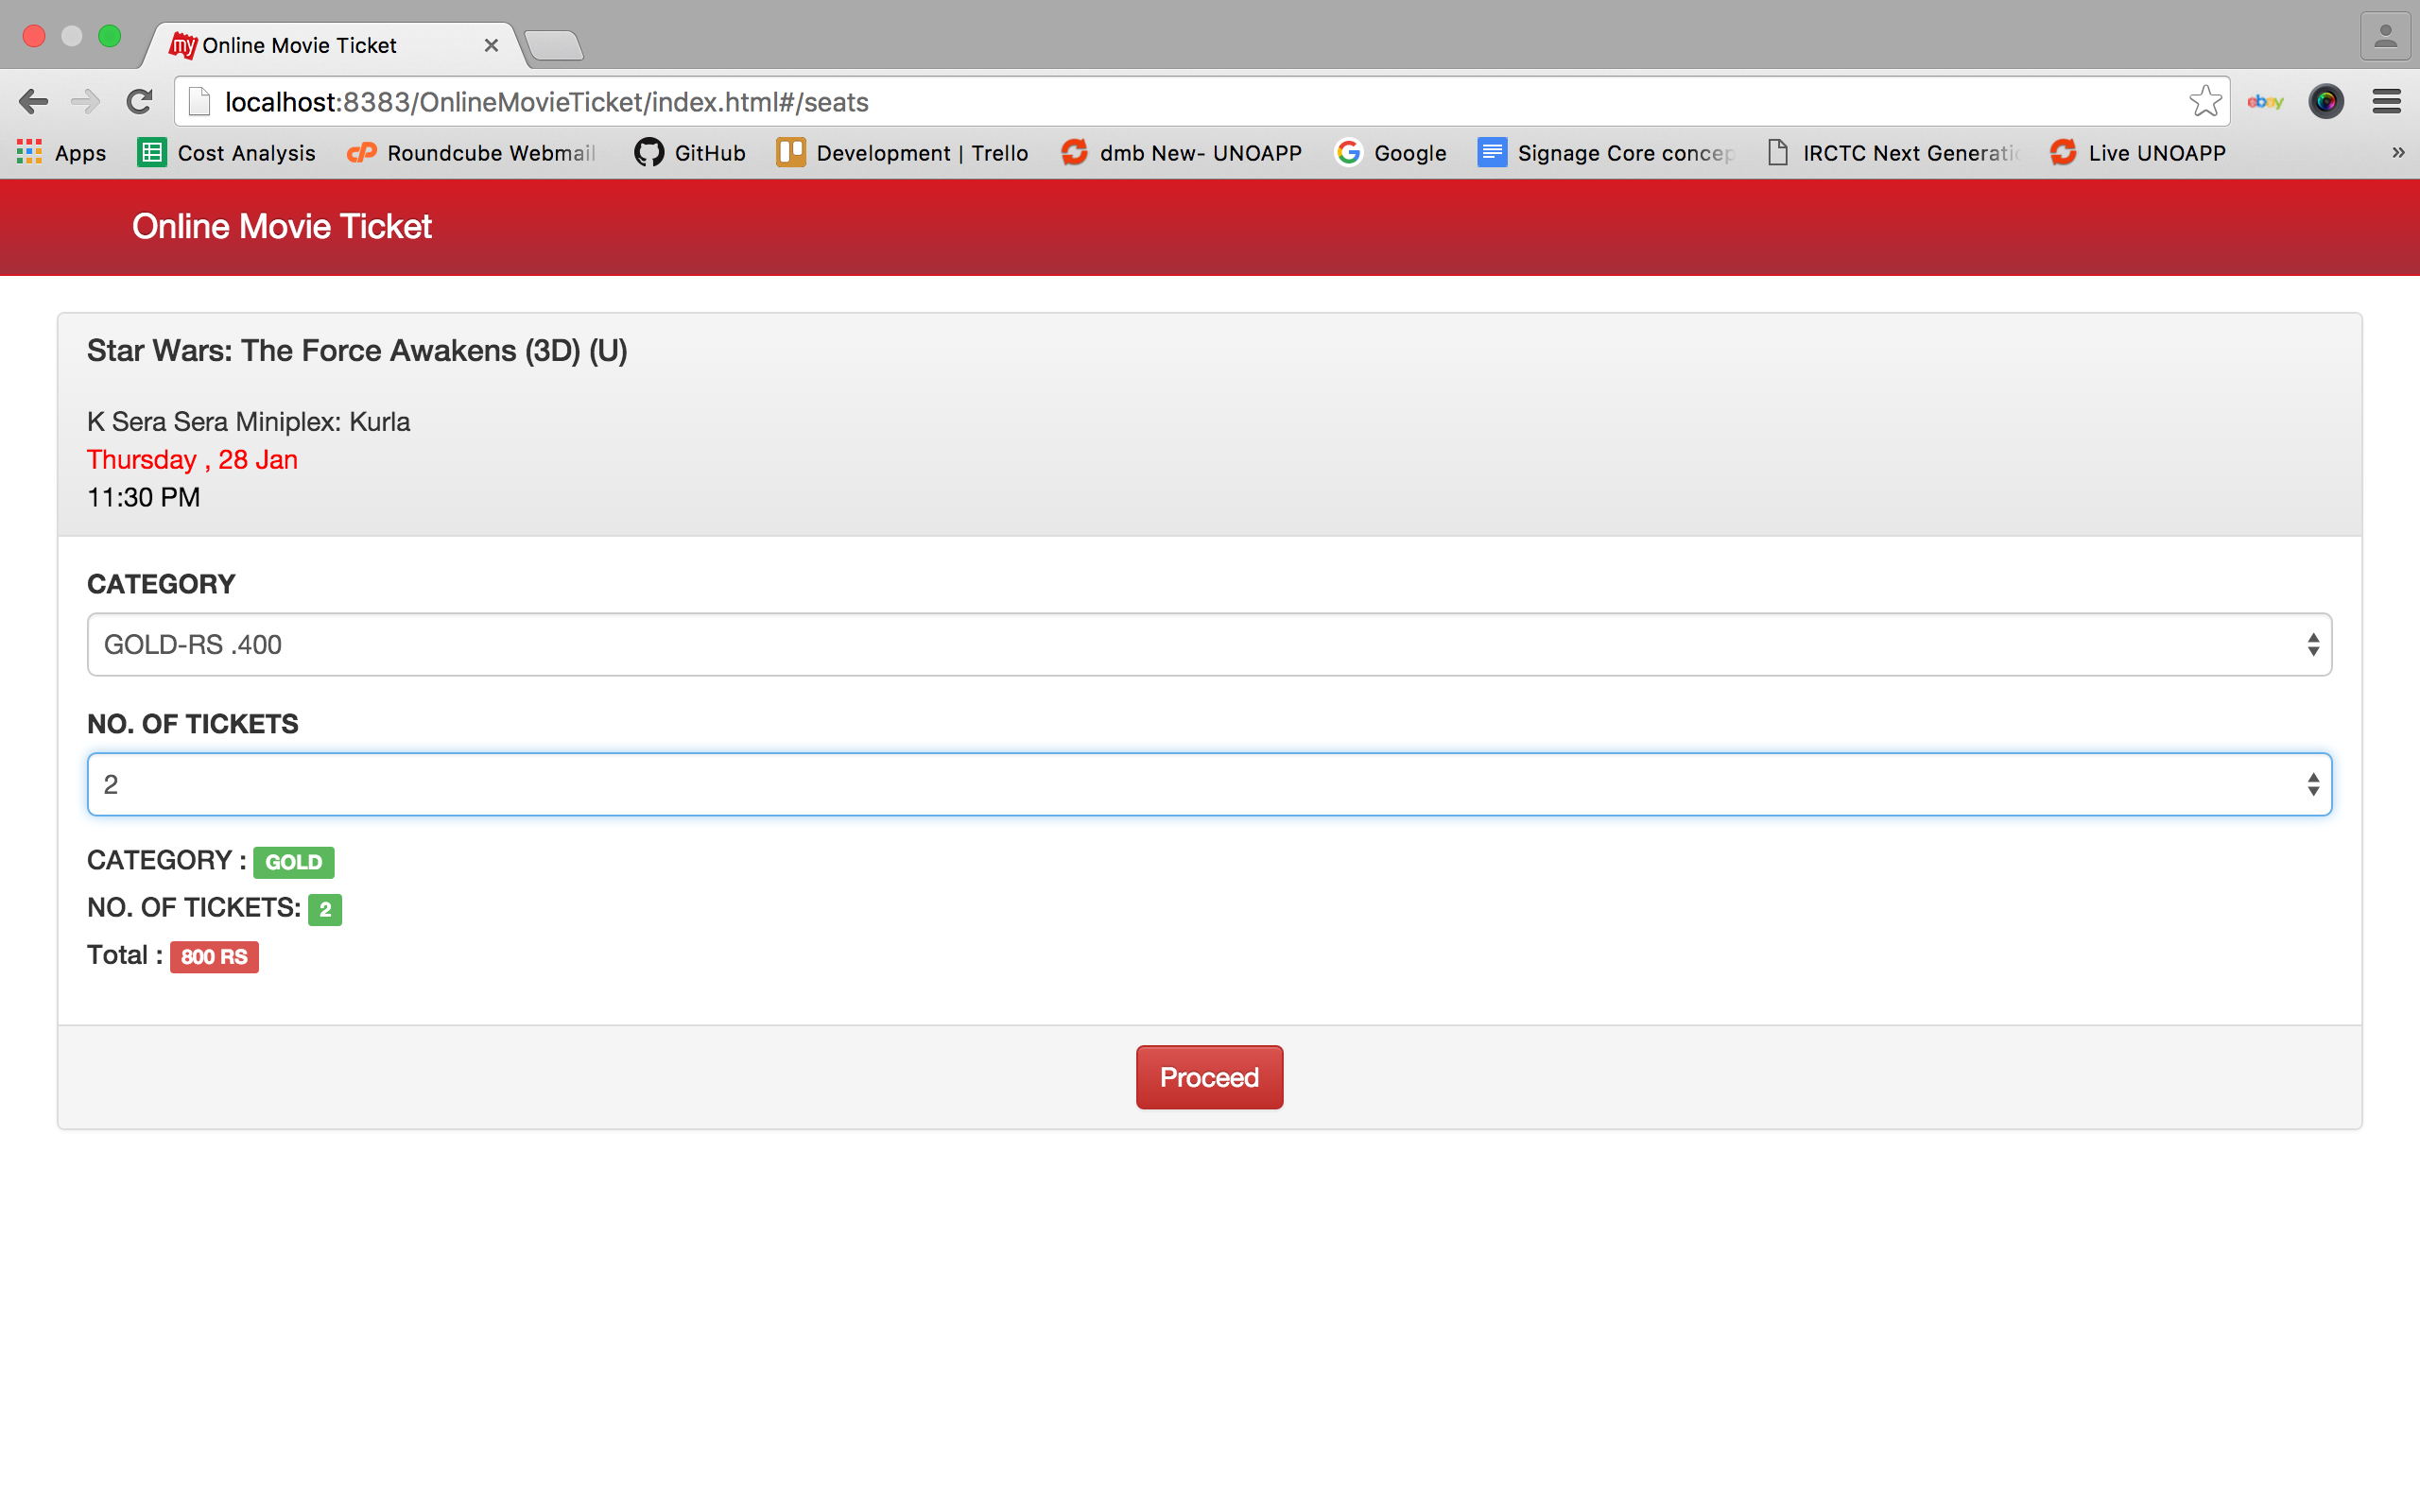 my Online Movie Ticket
localhost:8383/OnlineMovieTicket/index.html#/seats
ebay
Apps Cost Analysis cP Roundcube Webmail GitHub Development | Trello dmb New- UNOAPP G Google Signage Core concep IRCTC Next Generati Live UNOAPP »
Online Movie Ticket
Star Wars: The Force Awakens (3D) (U)
K Sera Sera Miniplex: Kurla
Thursday , 28 Jan
11:30 PM
CATEGORY
GOLD-RS .400
NO. OF TICKETS
2
CATEGORY : GOLD
NO. OF TICKETS: 2
Total : 800 RS
Proceed